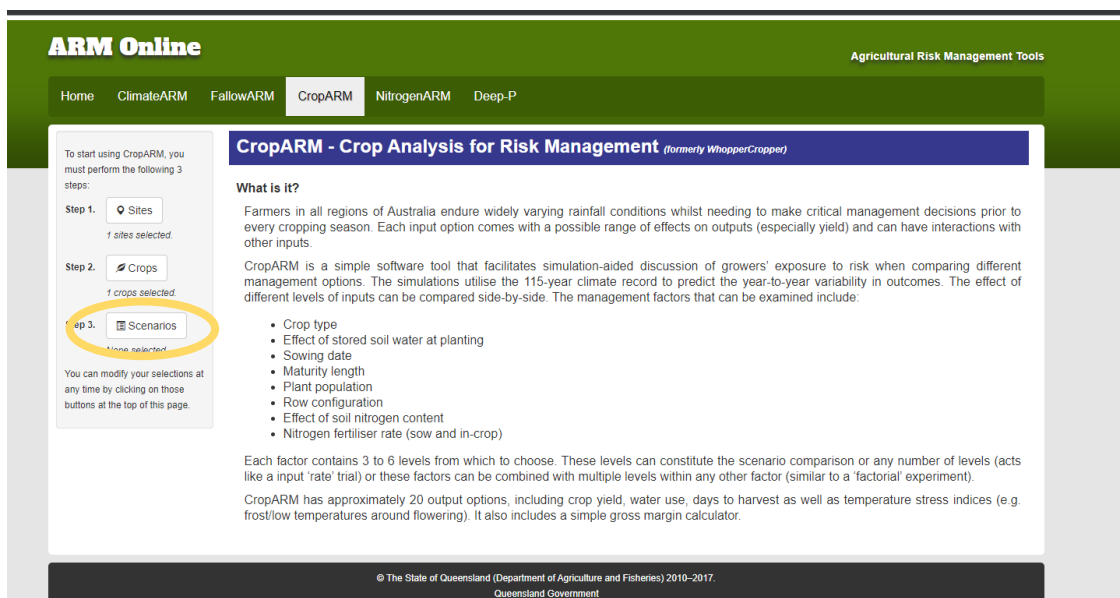 ARM Online
Agricultural Risk Management Tools
Home ClimateARM FallowARM CropARM NitrogenARM Deep-P
To start using CropARM, you
must perform the following 3
steps:
Step 1. Sites
1 sites selected.
Step 2. Crops
1 crops selected.
Step 3. Scenarios
None selected.
You can modify your selections at
any time by clicking on those
buttons at the top of this page.
CropARM - Crop Analysis for Risk Management (formerly WhopperCropper)
What is it?
Farmers in all regions of Australia endure widely varying rainfall conditions whilst needing to make critical management decisions prior to
every cropping season. Each input option comes with a possible range of effects on outputs (especially yield) and can have interactions with
other inputs.
CropARM is a simple software tool that facilitates simulation-aided discussion of growers' exposure to risk when comparing different
management options. The simulations utilise the 115-year climate record to predict the year-to-year variability in outcomes. The effect of
different levels of inputs can be compared side-by-side. The management factors that can be examined include:
• Crop type
• Effect of stored soil water at planting
• Sowing date
• Maturity length
• Plant population
• Row configuration
• Effect of soil nitrogen content
• Nitrogen fertiliser rate (sow and in-crop)
Each factor contains 3 to 6 levels from which to choose. These levels can constitute the scenario comparison or any number of levels (acts
like a input 'rate' trial) or these factors can be combined with multiple levels within any other factor (similar to a 'factorial' experiment).
CropARM has approximately 20 output options, including crop yield, water use, days to harvest as well as temperature stress indices (e.g.
frost/low temperatures around flowering). It also includes a simple gross margin calculator.
© The State of Queensland (Department of Agriculture and Fisheries) 2010–2017.
Queensland Government